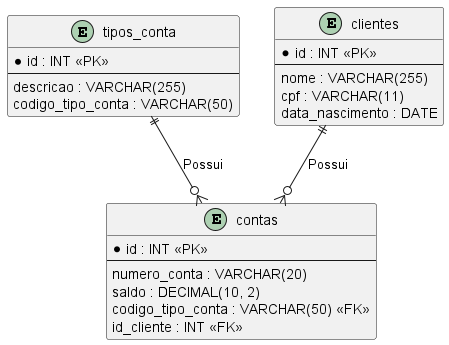 E tipos_conta
id : INT «PK»
descricao : VARCHAR(255)
codigo_tipo_conta : VARCHAR(50)
E clientes
id : INT «PK»
nome : VARCHAR(255)
cpf : VARCHAR(11)
data_nascimento : DATE
Possui
Possui
E contas
id : INT «PK»
numero_conta : VARCHAR(20)
saldo : DECIMAL(10, 2)
codigo_tipo_conta : VARCHAR(50) «FK»
id_cliente : INT «FK»